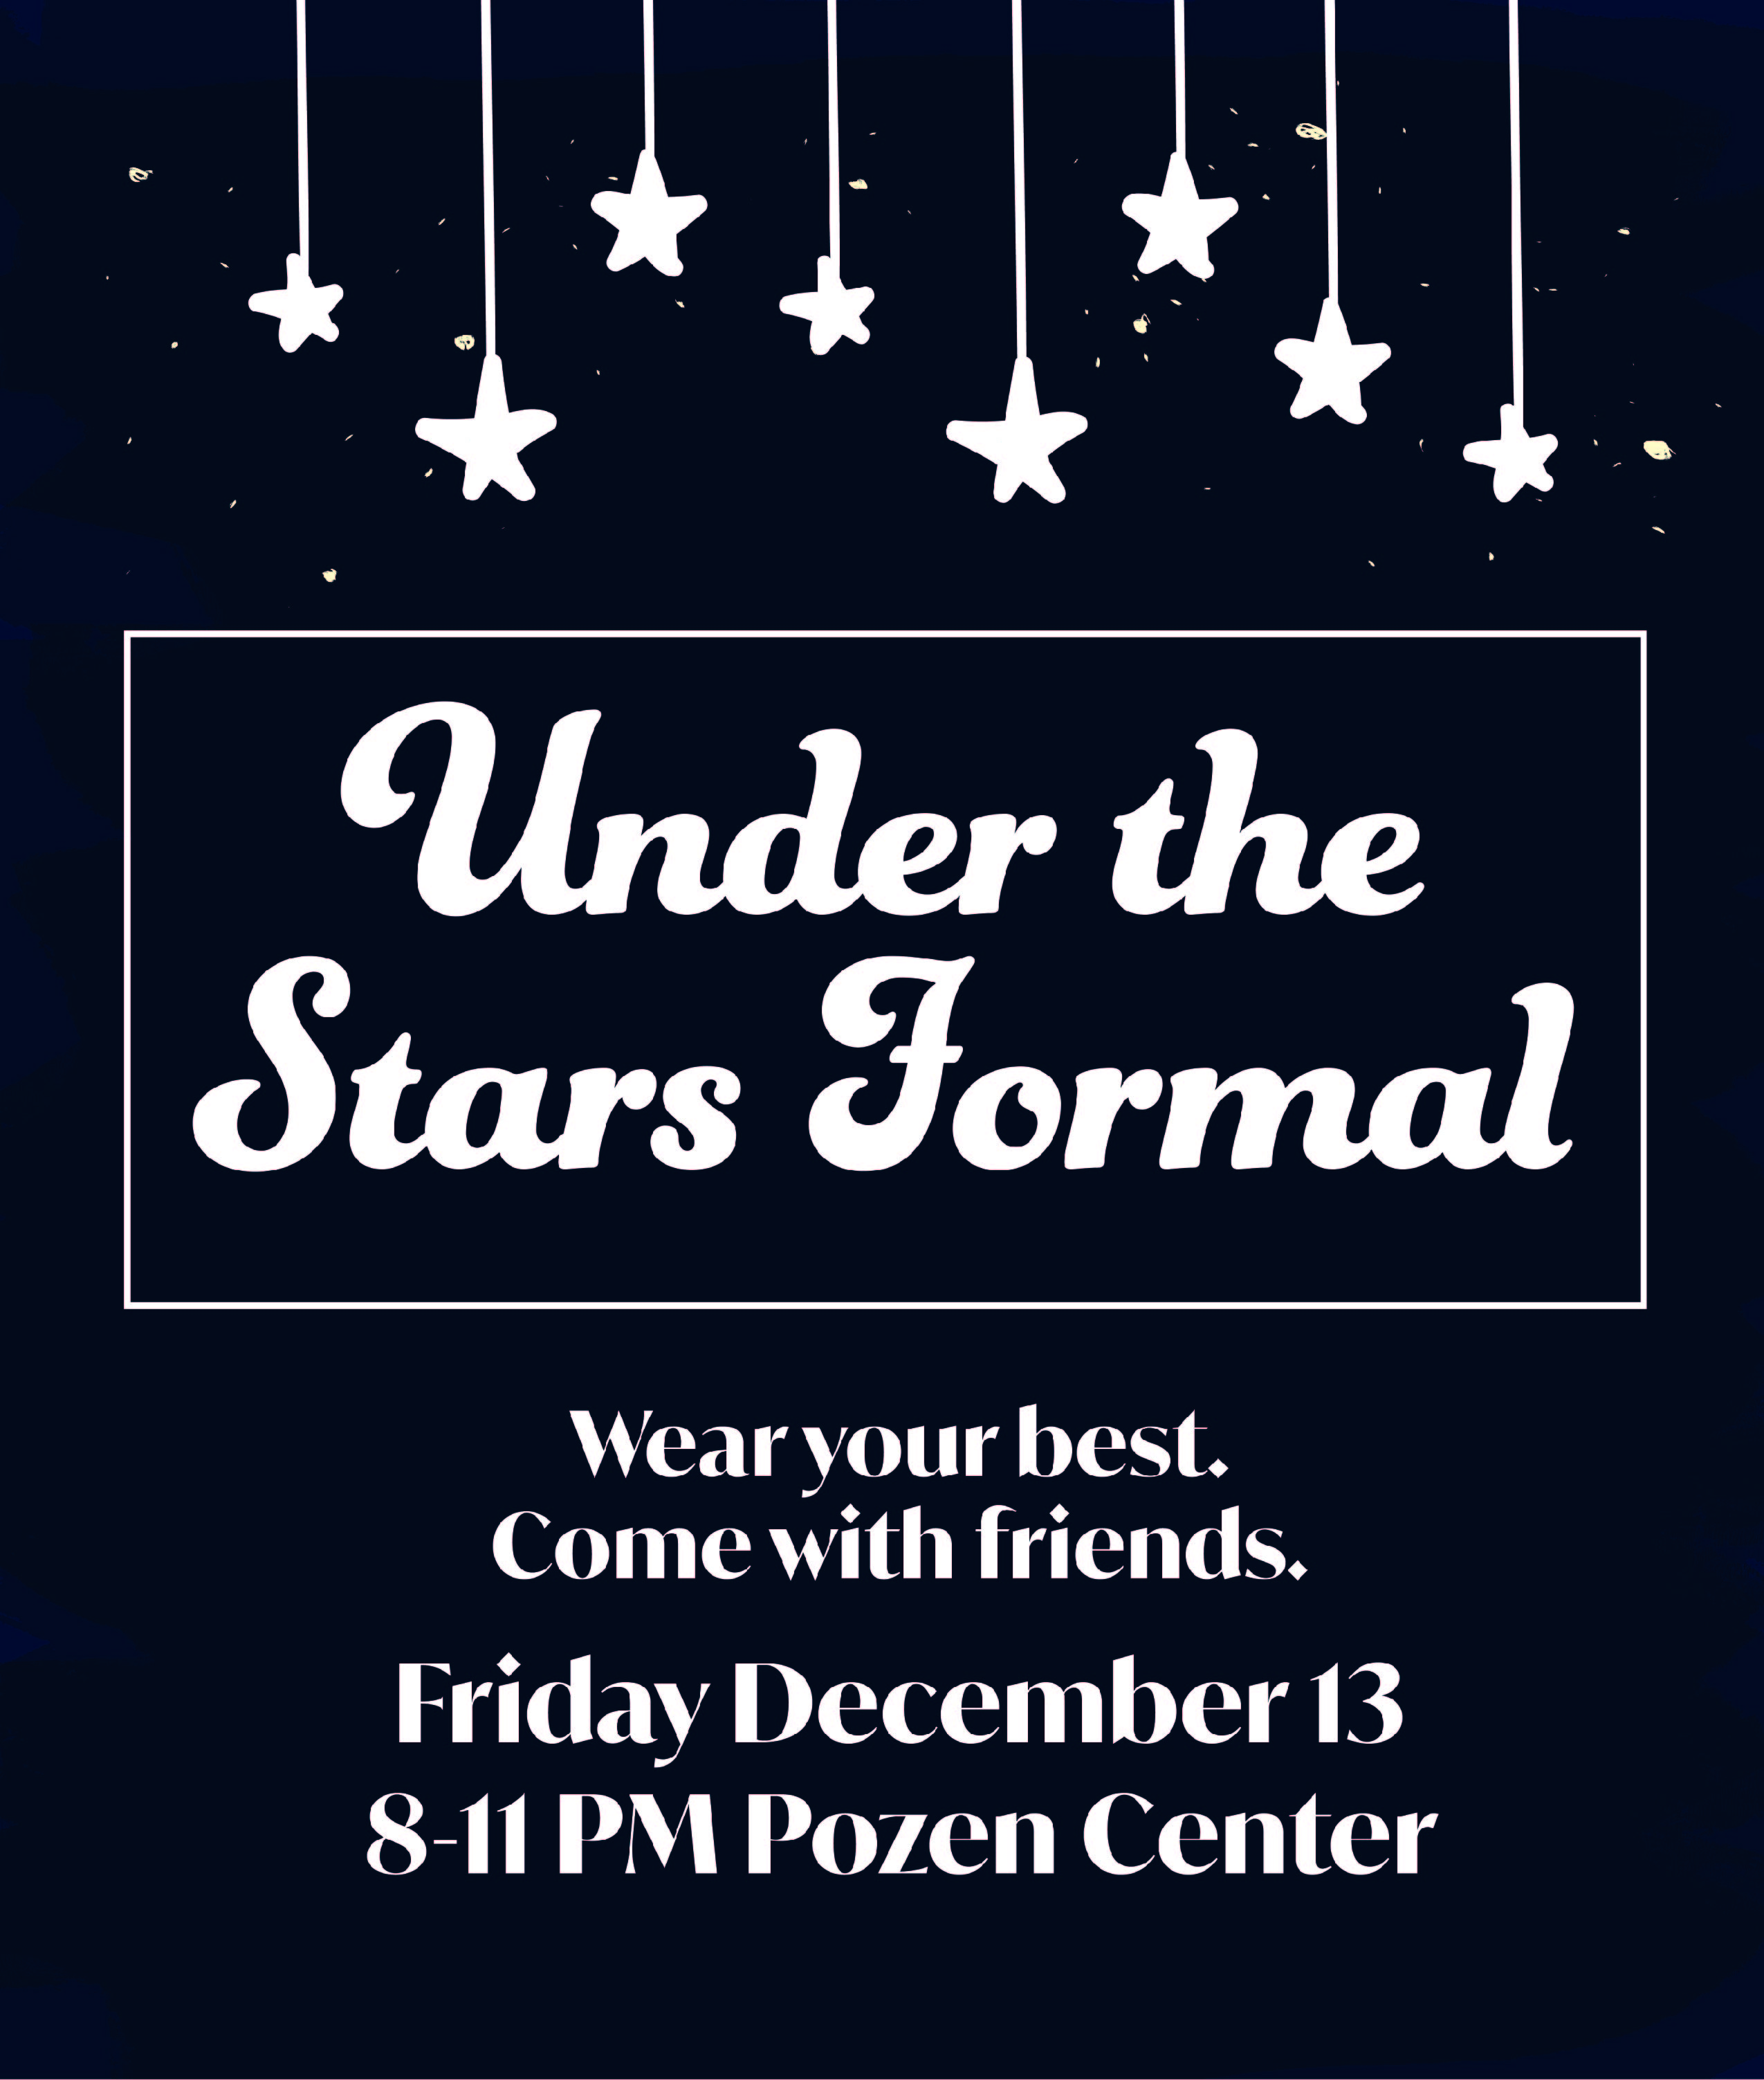 Under the
Stars Formal
Wear your best.
Come with friends.
Friday December 13
8-11 PM Pozen Center